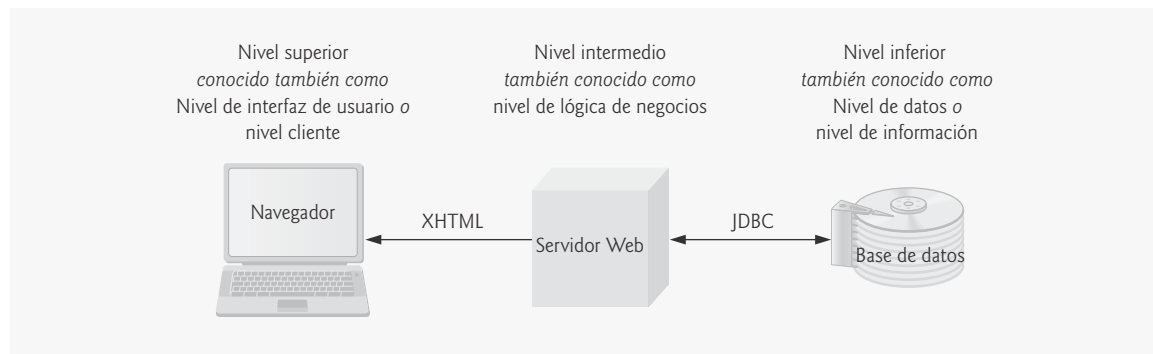 Nivel superior
conocido también como
Nivel de interfaz de usuario o
nivel cliente
Nivel intermedio
también conocido como
nivel de lógica de negocios
Nivel inferior
también conocido como
Nivel de datos o
nivel de información
Navegador
XHTML
Servidor Web
JDBC
Base de datos